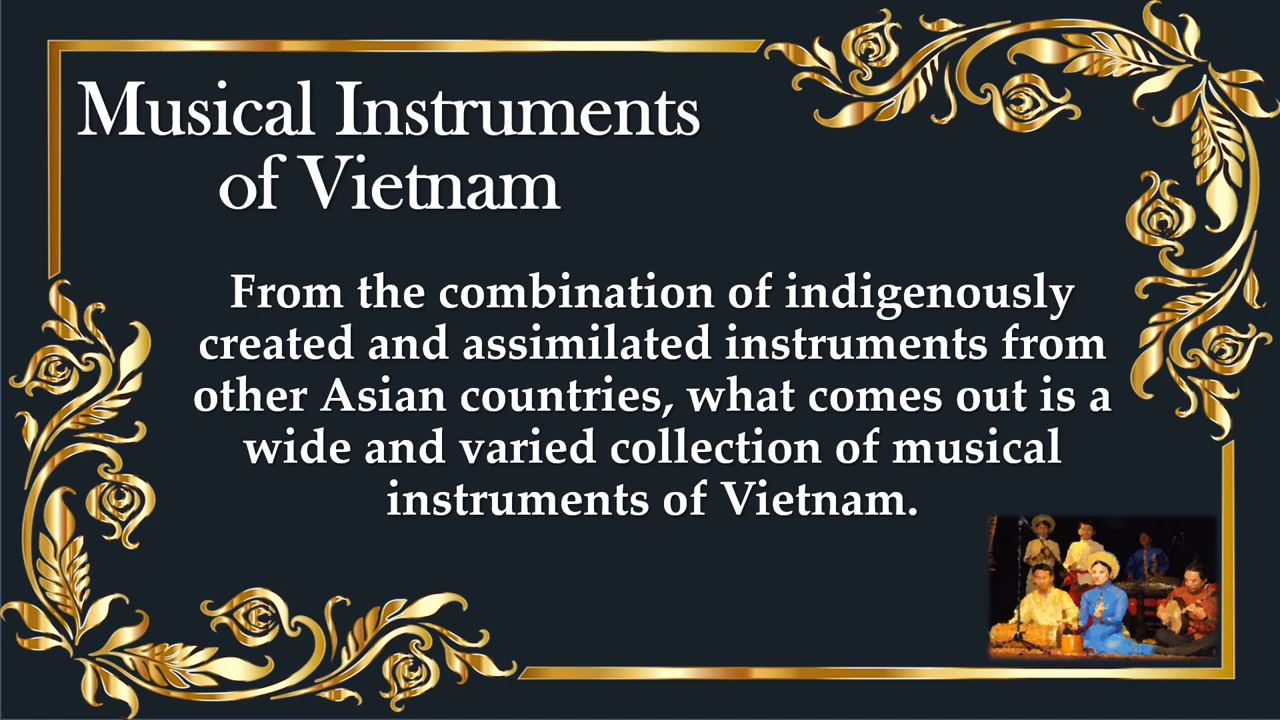 Musical Instruments
of Vietnam
From the combination of indigenously
created and assimilated instruments from
other Asian countries, what comes out is a
wide and varied collection of musical
instruments of Vietnam.